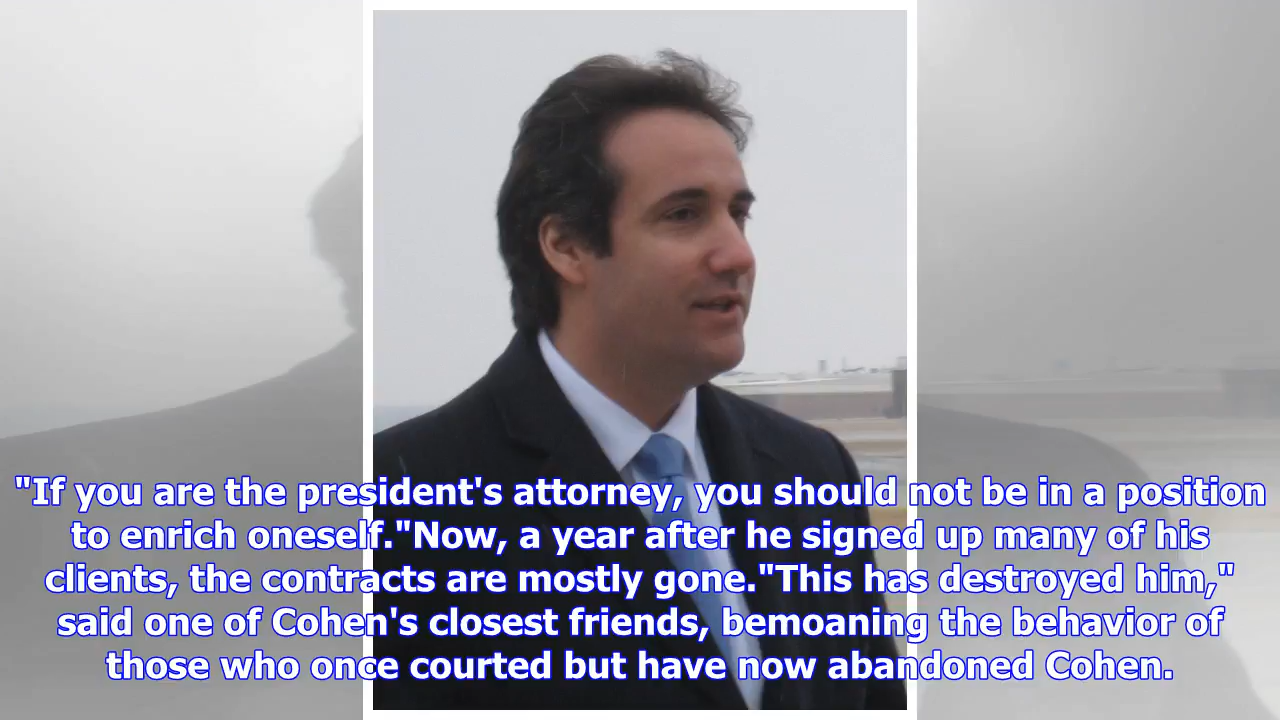 "If you are the president's attorney, you should not be in a position
to enrich oneself."Now, a year after he signed up many of his
clients, the contracts are mostly gone."This has destroyed him,"
said one of Cohen's closest friends, bemoaning the behavior of
those who once courted but have now abandoned Cohen.